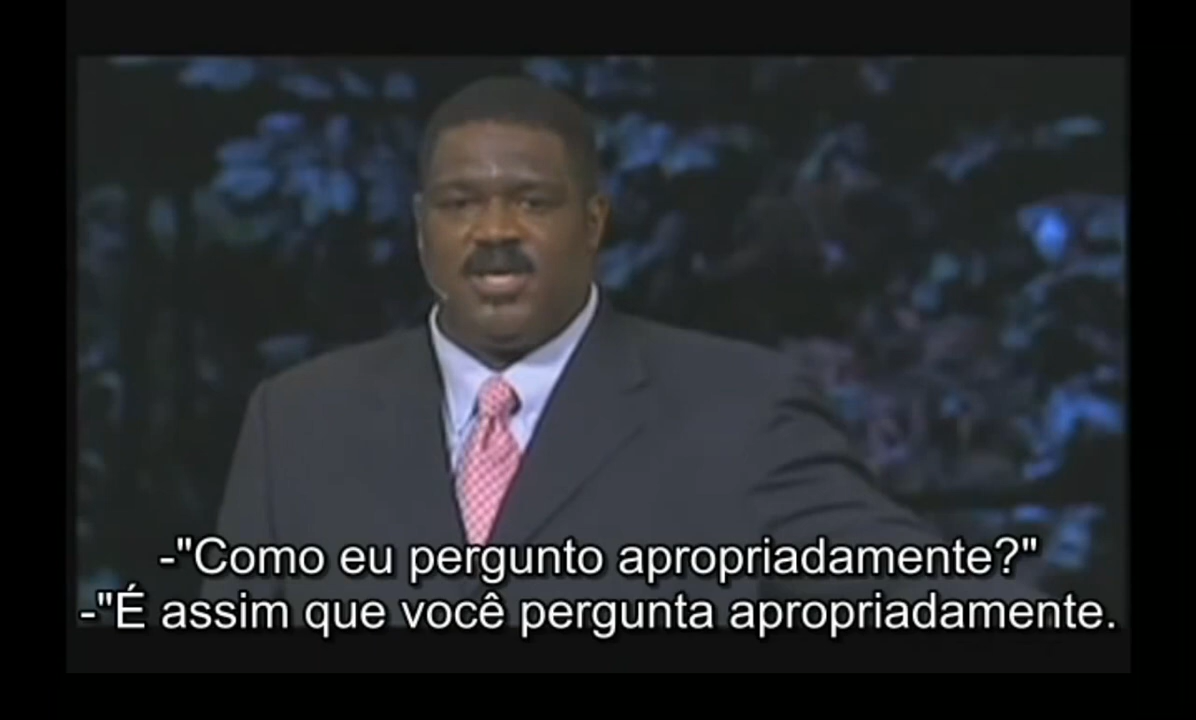 -"Como eu pergunto apropriadamente?"
-"É assim que você pergunta apropriadamente.